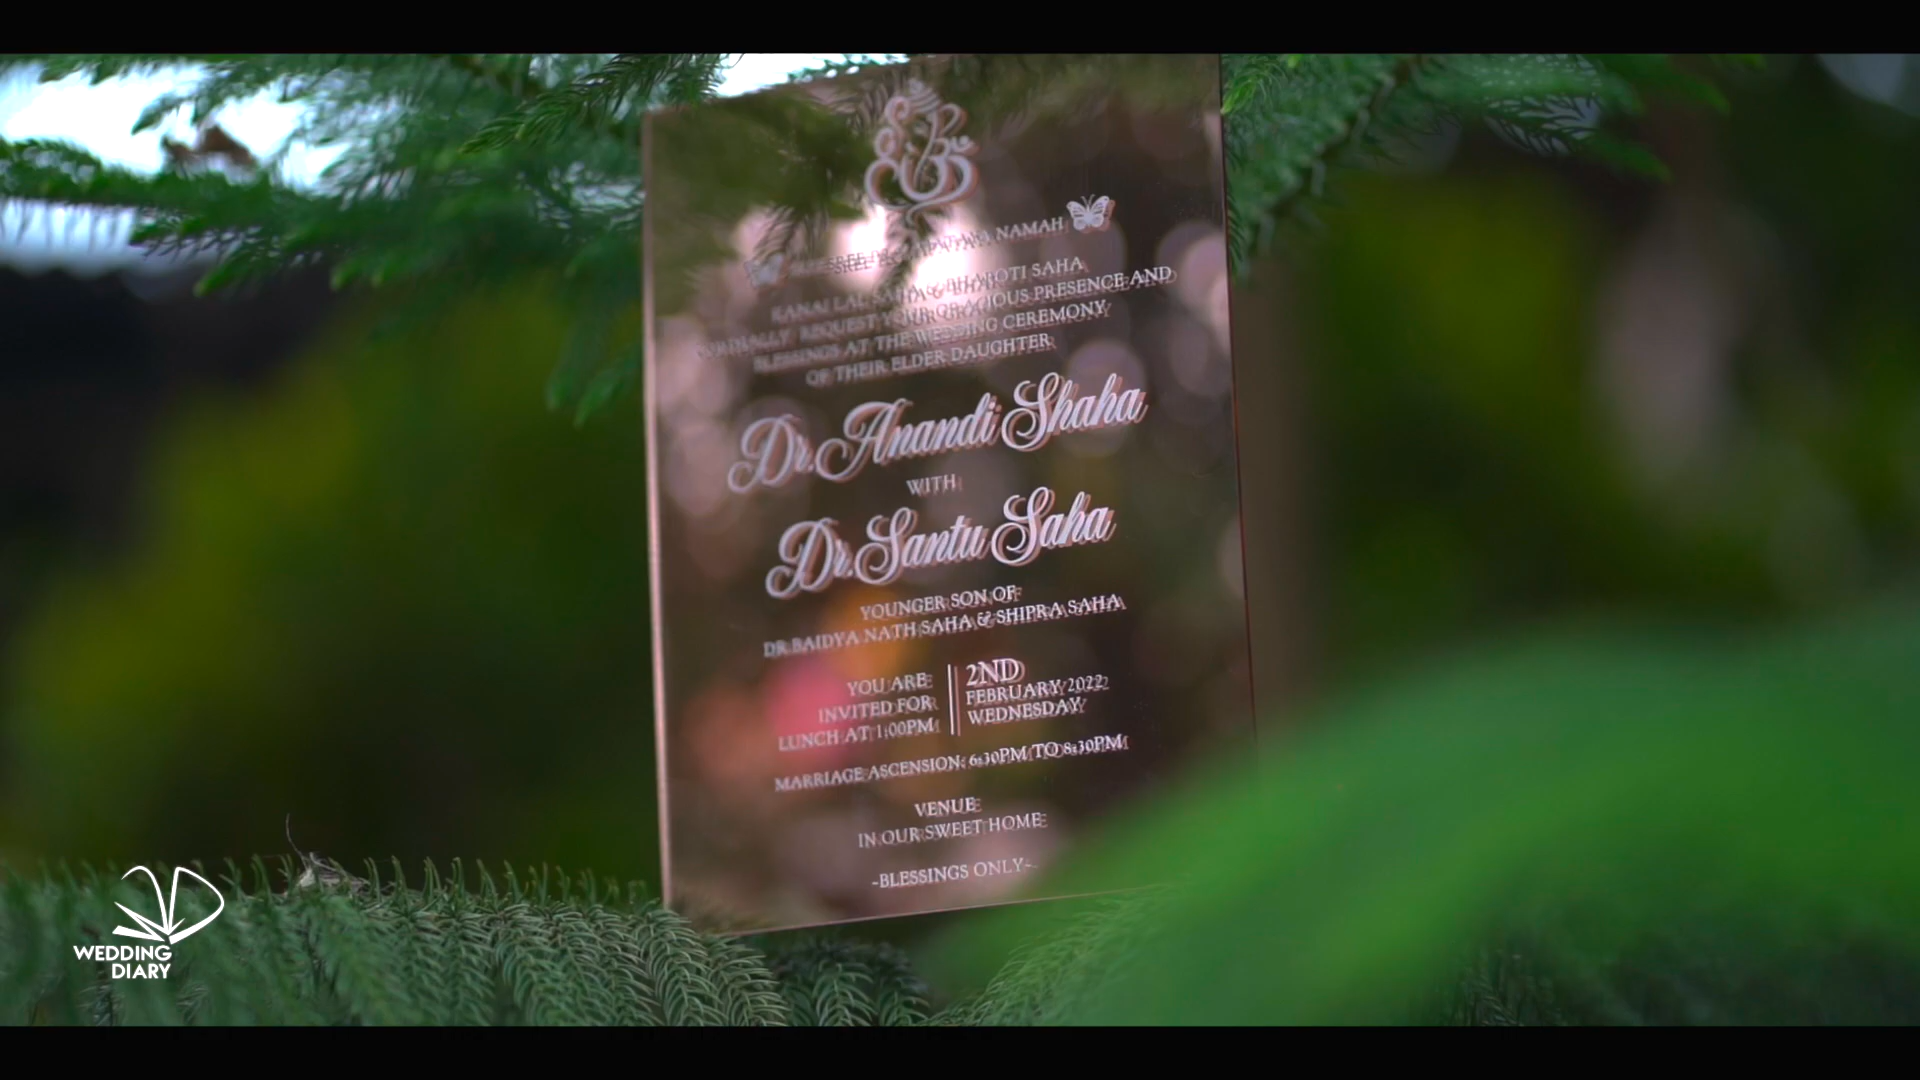 NAMAH
KANAI LAL SAHA & BHAROTI SAHA
CORDIALLY REQUEST YOUR GRACIOUS PRESENCE AND
BLESSINGS AT THE WEDDING CEREMONY
OF THEIR ELDER DAUGHTER
Dr. Anandi Shaha
WITH
Dr. Santu Saha
YOUNGER SON OF
DR.BAIDYA NATH SAHA & SHIPRA SAHA
YOU ARE
INVITED FOR
LUNCH AT 1:00PM
2ND
FEBRUARY 2022
WEDNESDAY
MARRIAGE ASCENSION: 6:30PM TO 8:30PM
VENUE
IN OUR SWEET HOME
-BLESSINGS ONLY-
WEDDING
DIARY